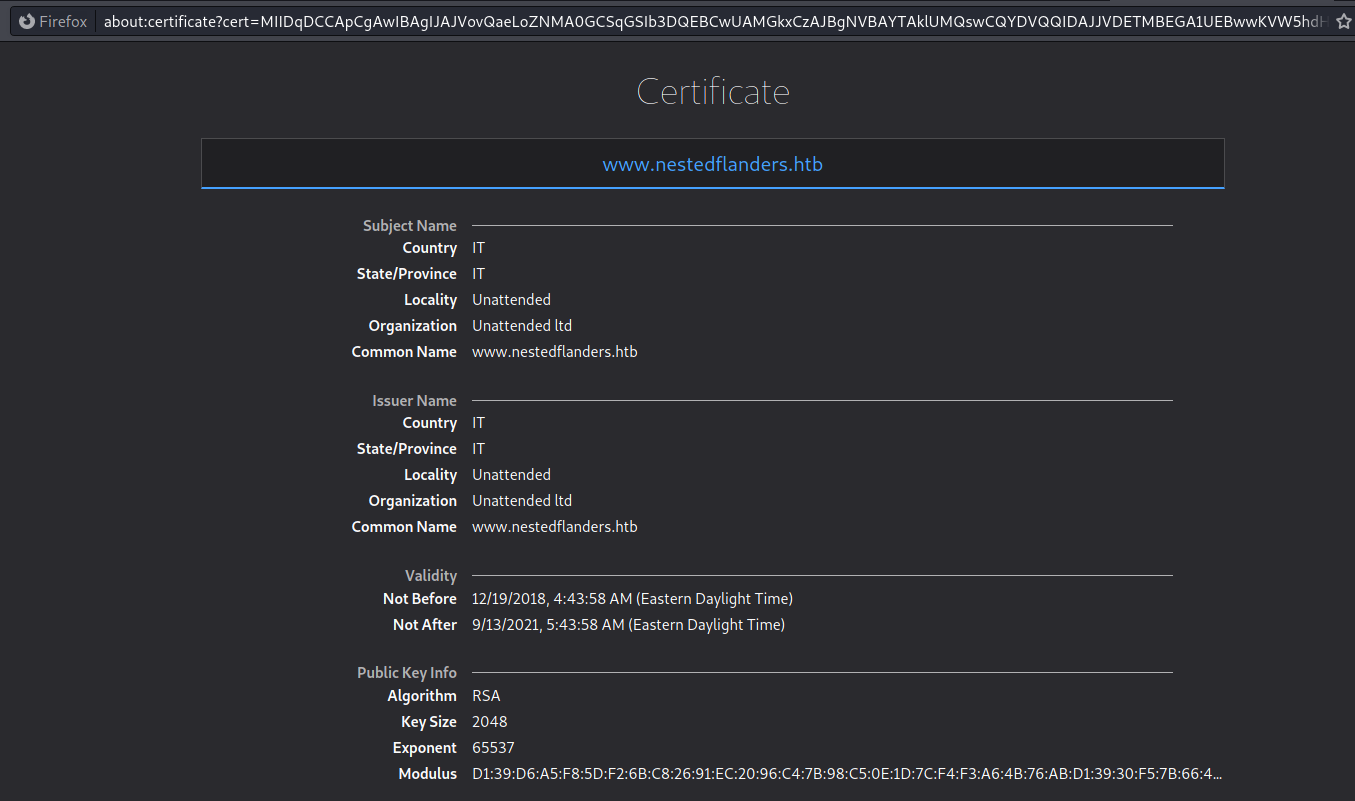 Firefox about:certificate?cert=MIIDqDCCApCgAwIBAgIJAJVovQaeLoZNMA0GCSqGSIb3DQEBCwUAMGkxCzAJBgNVBAYTAklUMQswCQYDVQQIDAJJVDETMBEGA1UEBwwKVW5hdH
Certificate
www.nestedflanders.htb
Subject Name
Country IT
State/Province IT
Locality Unattended
Organization Unattended ltd
Common Name www.nestedflanders.htb
Issuer Name
Country IT
State/Province IT
Locality Unattended
Organization Unattended ltd
Common Name www.nestedflanders.htb
Validity
Not Before 12/19/2018, 4:43:58 AM (Eastern Daylight Time)
Not After 9/13/2021, 5:43:58 AM (Eastern Daylight Time)
Public Key Info
Algorithm RSA
Key Size 2048
Exponent 65537
Modulus D1:39:D6:A5:F8:5D:F2:6B:C8:26:91:EC:20:96:C4:7B:98:C5:0E:1D:7C:F4:F3:A6:4B:76:AB:D1:39:30:F5:7B:66:4...